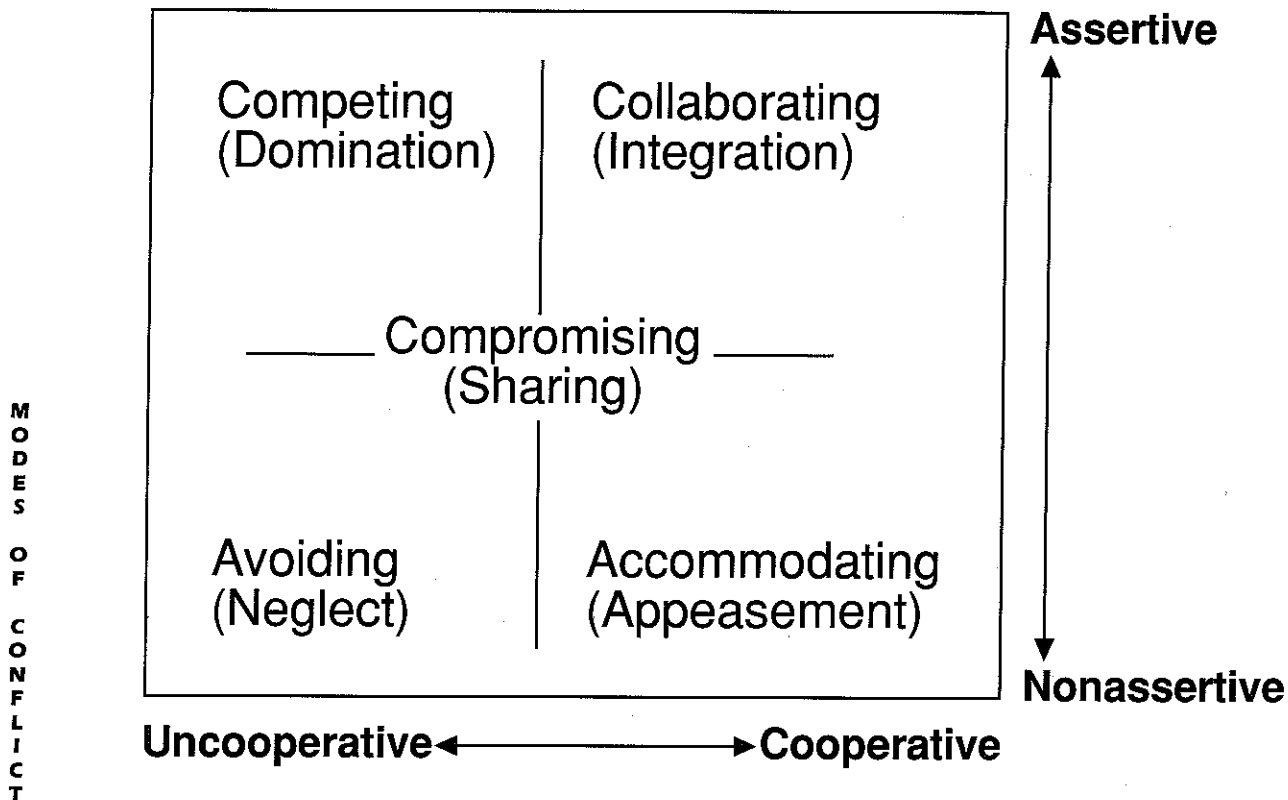 Assertive
Competing
(Domination)
Collaborating
(Integration)
Compromising
(Sharing)
Avoiding
(Neglect)
Accommodating
(Appeasement)
Nonassertive
Uncooperative
Cooperative
MODES OF CONFLICT